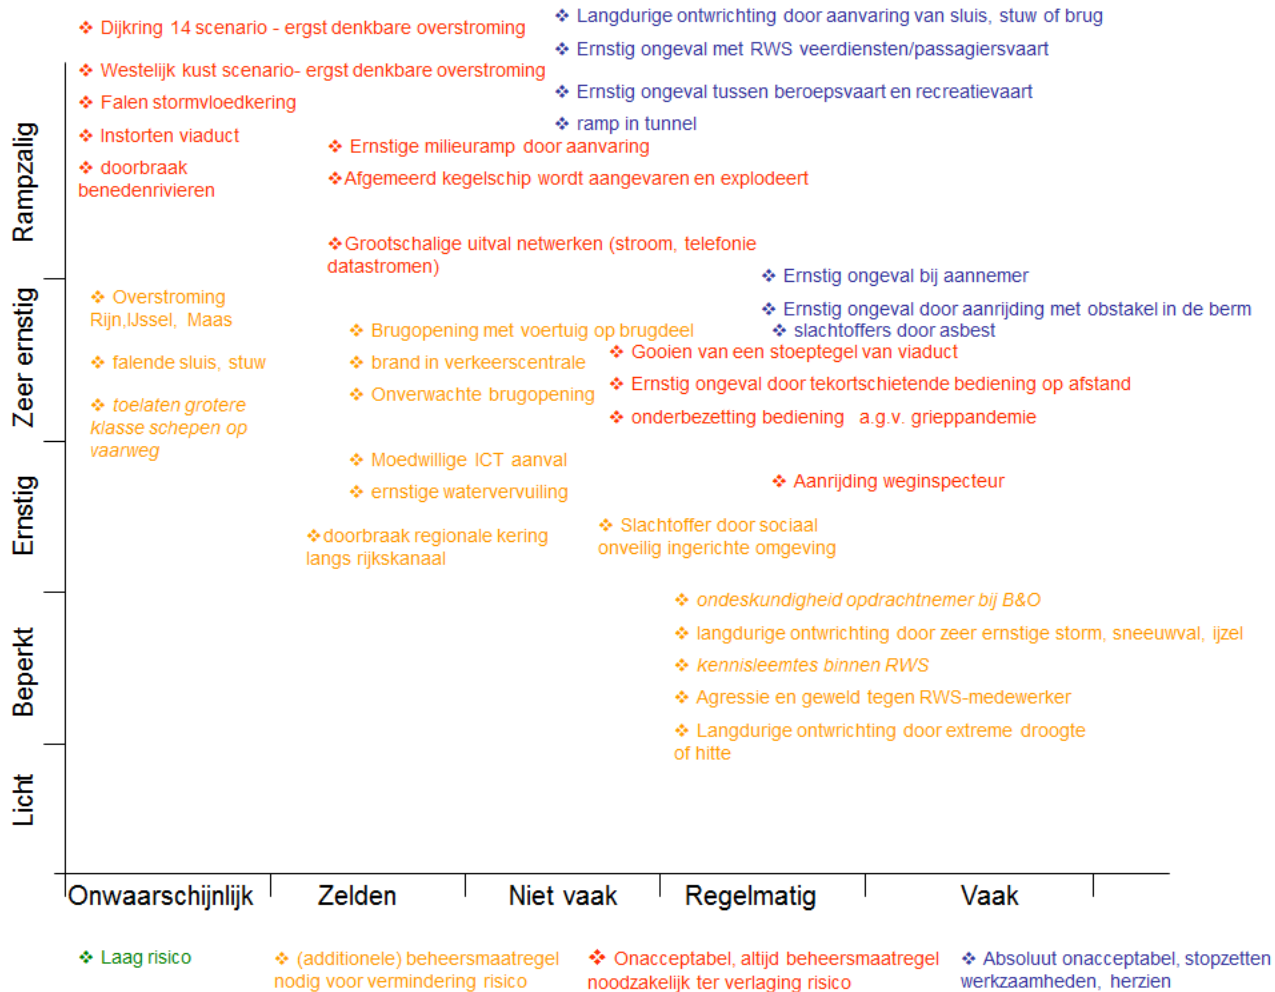 ❖ Dijkring 14 scenario - ergst denkbare overstroming
❖ Westelijk kust scenario- ergst denkbare overstroming
❖ Falen stormvloedkering
❖ Instorten viaduct
❖ doorbraak
benedenrivieren
❖ Langdurige ontwrichting door aanvaring van sluis, stuw of brug
❖ Ernstig ongeval met RWS veerdiensten/passagiersvaart
❖ Ernstig ongeval tussen beroepsvaart en recreatievaart
❖ ramp in tunnel
❖ Ernstige milieuramp door aanvaring
❖Afgemeerd kegelschip wordt aangevaren en explodeert
❖Grootschalige uitval netwerken (stroom, telefonie
datastromen)
Rampzalig
❖ Ernstig ongeval bij aannemer
❖ Ernstig ongeval door aanrijding met obstakel in de berm
❖ slachtoffers door asbest
❖ Overstroming
Rijn,IJssel, Maas
❖ falende sluis, stuw
❖ toelaten grotere
klasse schepen op
vaarweg
❖ Brugopening met voertuig op brugdeel
❖ brand in verkeerscentrale
❖ Onverwachte brugopening
❖ Gooien van een stoeptegel van viaduct
❖ Ernstig ongeval door tekortschietende bediening op afstand
❖ onderbezetting bediening a.g.v. grieppandemie
Zeer ernstig
❖ Moedwillige ICT aanval
❖ ernstige watervervuiling
❖ Aanrijding weginspecteur
❖doorbraak regionale kering
langs rijkskanaal
❖ Slachtoffer door sociaal
onveilig ingerichte omgeving
Ernstig
❖ ondeskundigheid opdrachtnemer bij B&O
❖ langdurige ontwrichting door zeer ernstige storm, sneeuwval, ijzel
❖ kennisleemtes binnen RWS
❖ Agressie en geweld tegen RWS-medewerker
❖ Langdurige ontwrichting door extreme droogte
of hitte
Beperkt
Licht
Onwaarschijnlijk
Zelden
Niet vaak
Regelmatig
Vaak
❖ Laag risico
❖ (additionele) beheersmaatregel
nodig voor vermindering risico
❖ Onacceptabel, altijd beheersmaatregel
noodzakelijk ter verlaging risico
❖ Absoluut onacceptabel, stopzetten
werkzaamheden, herzien